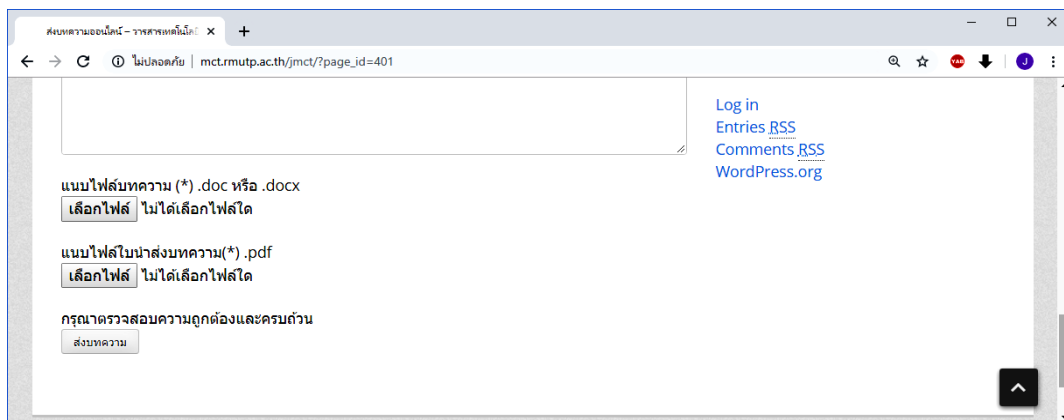 ส่งบทความออนไลน์ – วารสารเทคโนโลยี
ไม่ปลอดภัย | mct.rmutp.ac.th/jmct/?page_id=401
YAB
J
Log in
Entries RSS
Comments RSS
WordPress.org
แนบไฟล์บทความ (*) .doc หรือ .docx
เลือกไฟล์ ไม่ได้เลือกไฟล์ใด
แนบไฟล์ใบนำส่งบทความ(*) .pdf
เลือกไฟล์ ไม่ได้เลือกไฟล์ใด
กรุณาตรวจสอบความถูกต้องและครบถ้วน
ส่งบทความ